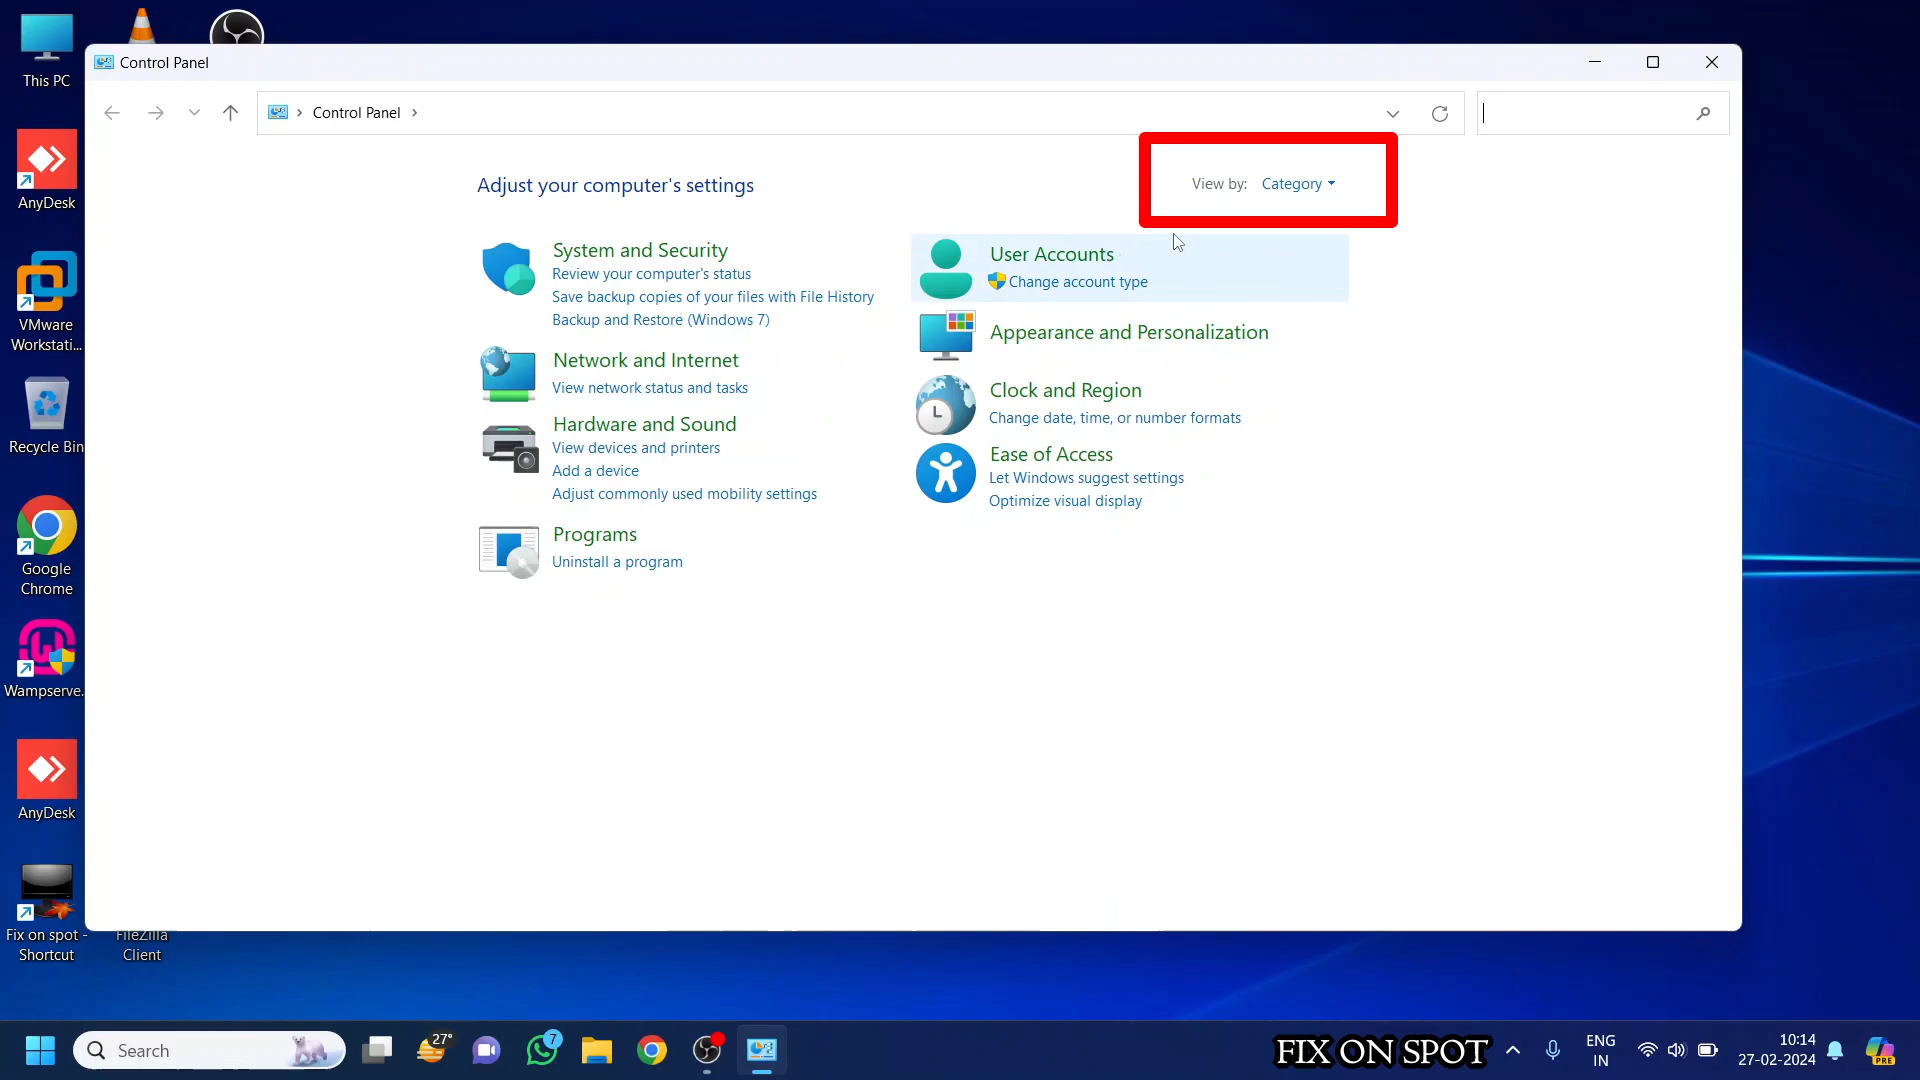 This PC
AnyDesk
VMware
Workstati...
Recycle Bin
Google
Chrome
Wampserve.
AnyDesk
Fix on spot -
Shortcut
FileZilla
Client
Control Panel
Control Panel
Adjust your computer's settings
View by: Category
System and Security
Review your computer's status
Save backup copies of your files with File History
Backup and Restore (Windows 7)
Network and Internet
View network status and tasks
Hardware and Sound
View devices and printers
Add a device
Adjust commonly used mobility settings
Programs
Uninstall a program
User Accounts
Change account type
Appearance and Personalization
Clock and Region
Change date, time, or number formats
Ease of Access
Let Windows suggest settings
Optimize visual display
Search
27°
7
FIX ON SPOT
ENG
IN
10:14
27-02-2024
PRE